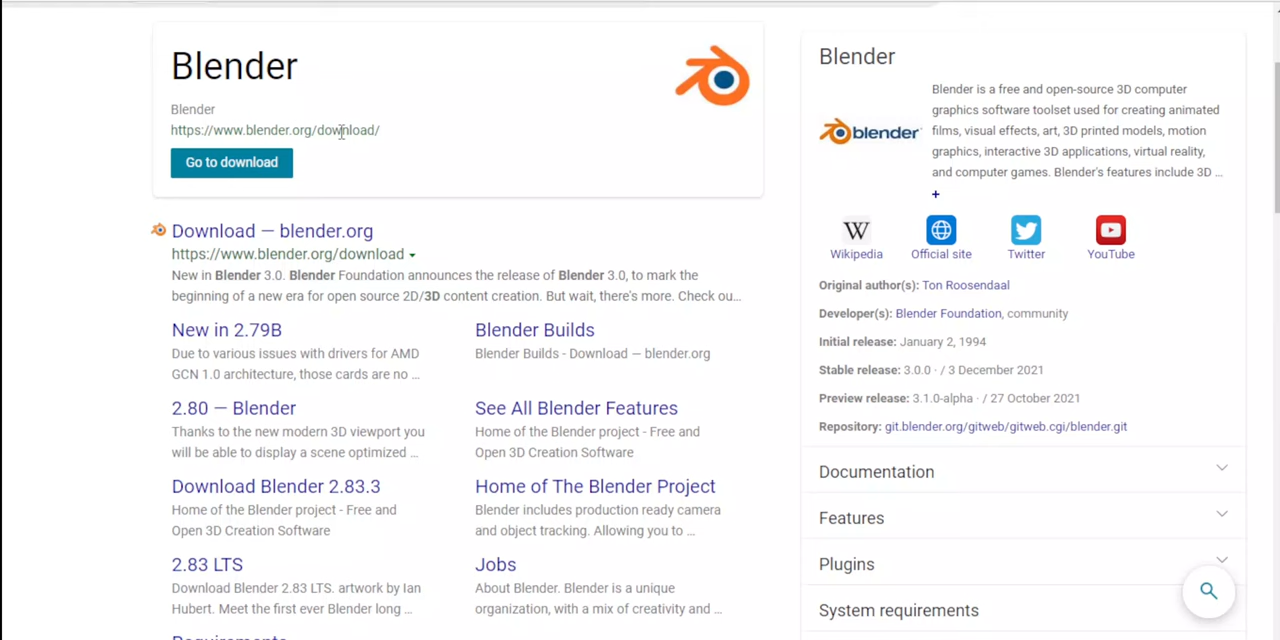 Blender
Blender
https://www.blender.org/download/
Go to download
Download — blender.org
https://www.blender.org/download
New in Blender 3.0. Blender Foundation announces the release of Blender 3.0, to mark the
beginning of a new era for open source 2D/3D content creation. But wait, there's more. Check ou...
New in 2.79B
Due to various issues with drivers for AMD
GCN 1.0 architecture, those cards are no ...
Blender Builds
Blender Builds - Download — blender.org
2.80 — Blender
Thanks to the new modern 3D viewport you
will be able to display a scene optimized ...
See All Blender Features
Home of the Blender project - Free and
Open 3D Creation Software
Download Blender 2.83.3
Home of the Blender project - Free and
Open 3D Creation Software
Home of The Blender Project
Blender includes production ready camera
and object tracking. Allowing you to ...
2.83 LTS
Download Blender 2.83 LTS. artwork by Ian
Hubert. Meet the first ever Blender long ...
Jobs
About Blender. Blender is a unique
organization, with a mix of creativity and ...
Requirements
Blender
blender
Blender is a free and open-source 3D computer
graphics software toolset used for creating animated
films, visual effects, art, 3D printed models, motion
graphics, interactive 3D applications, virtual reality,
and computer games. Blender's features include 3D ...
+
W
Wikipedia
Official site
Twitter
YouTube
Original author(s): Ton Roosendaal
Developer(s): Blender Foundation, community
Initial release: January 2, 1994
Stable release: 3.0.0 · / 3 December 2021
Preview release: 3.1.0-alpha · / 27 October 2021
Repository: git.blender.org/gitweb/gitweb.cgi/blender.git
Documentation
Features
Plugins
System requirements